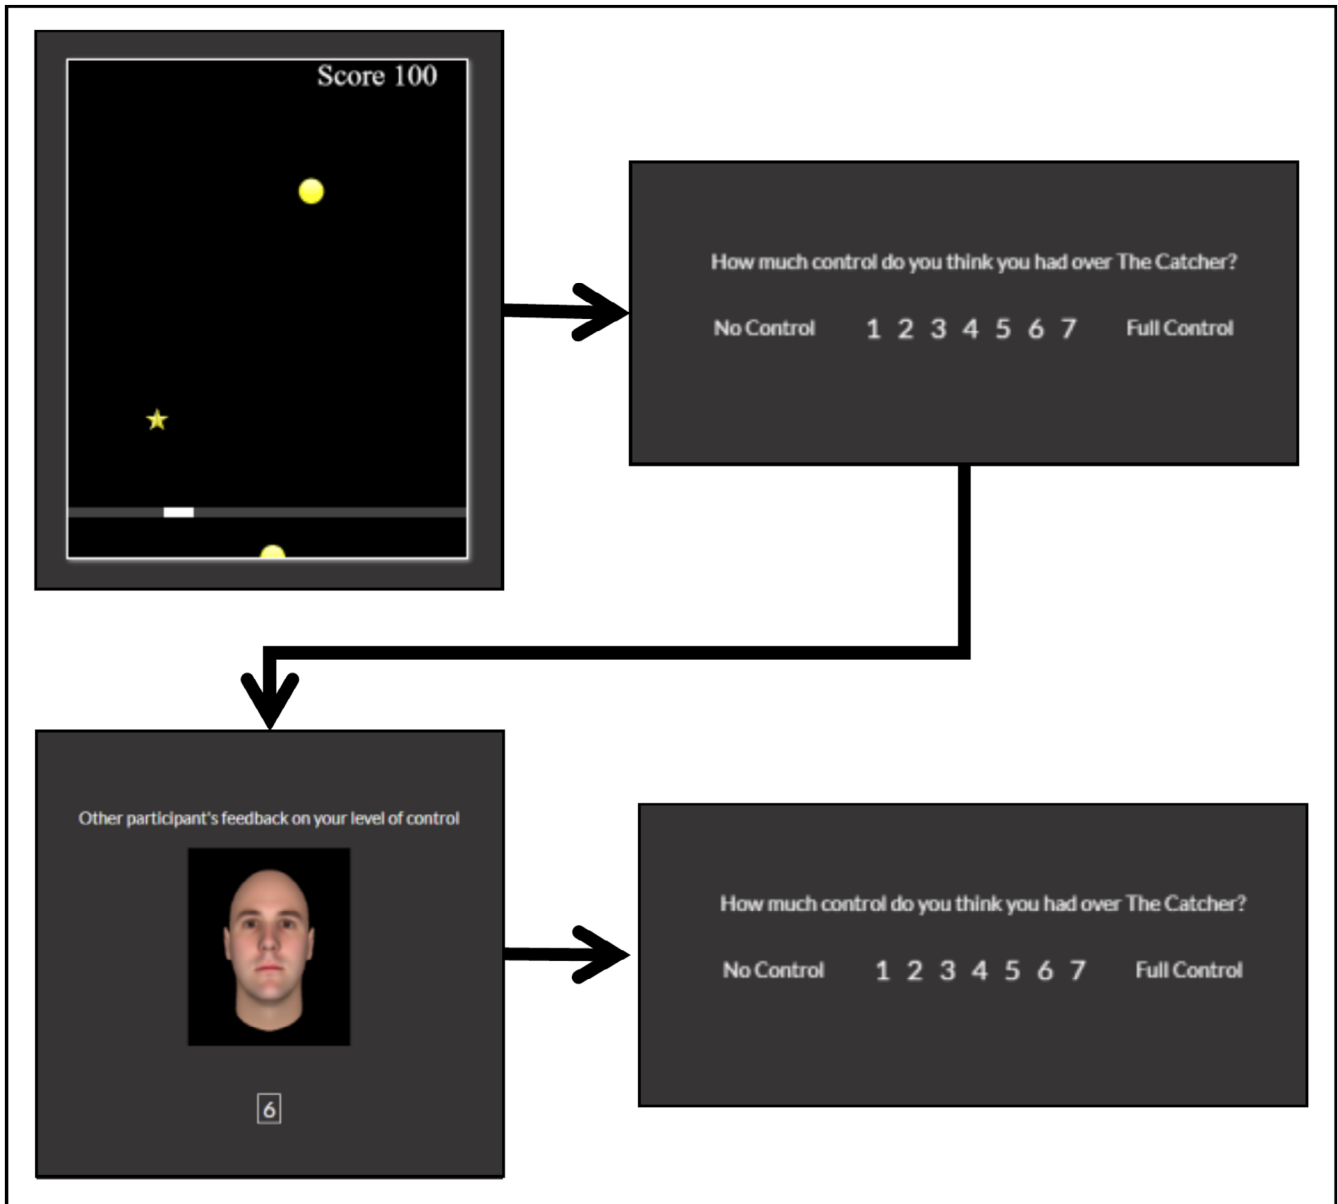 Score 100
How much control do you think you had over The Catcher?
No Control 1 2 3 4 5 6 7 Full Control
Other participant's feedback on your level of control
6
How much control do you think you had over The Catcher?
No Control 1 2 3 4 5 6 7 Full Control